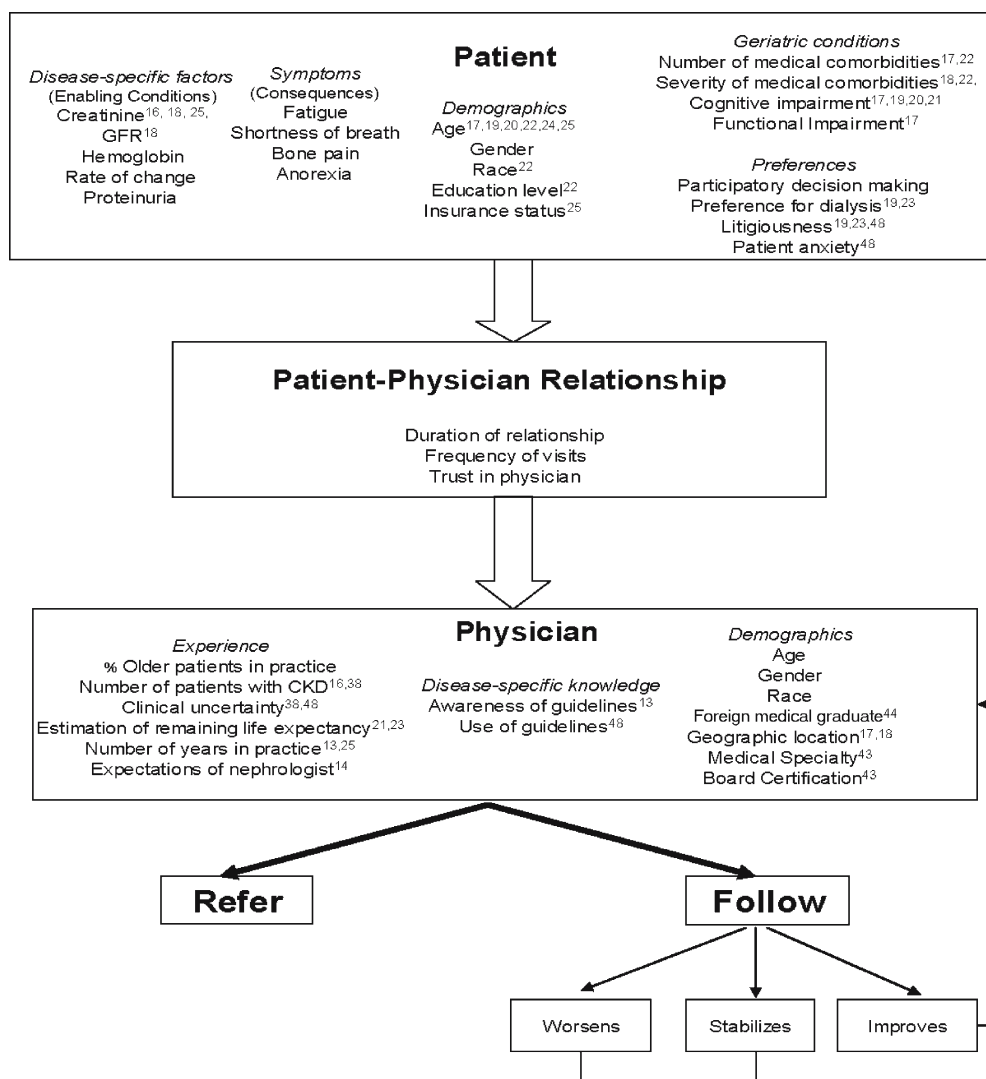 Patient
Disease-specific factors
(Enabling Conditions)
Creatinine16, 18, 25,
GFR18
Hemoglobin
Rate of change
Proteinuria
Symptoms
(Consequences)
Fatigue
Shortness of breath
Bone pain
Anorexia
Demographics
Age17,19,20,22,24,25
Gender
Race22
Education level22
Insurance status25
Geriatric conditions
Number of medical comorbidities17,22
Severity of medical comorbidities18,22,
Cognitive impairment17,19,20,21
Functional Impairment17
Preferences
Participatory decision making
Preference for dialysis19,23
Litigiousness19,23,48
Patient anxiety48
Patient-Physician Relationship
Duration of relationship
Frequency of visits
Trust in physician
Physician
Experience
% Older patients in practice
Number of patients with CKD16,38
Clinical uncertainty38,48
Estimation of remaining life expectancy21,23
Number of years in practice13,25
Expectations of nephrologist14
Disease-specific knowledge
Awareness of guidelines13
Use of guidelines48
Demographics
Age
Gender
Race
Foreign medical graduate44
Geographic location17,18
Medical Specialty43
Board Certification43
Refer
Follow
Worsens
Stabilizes
Improves